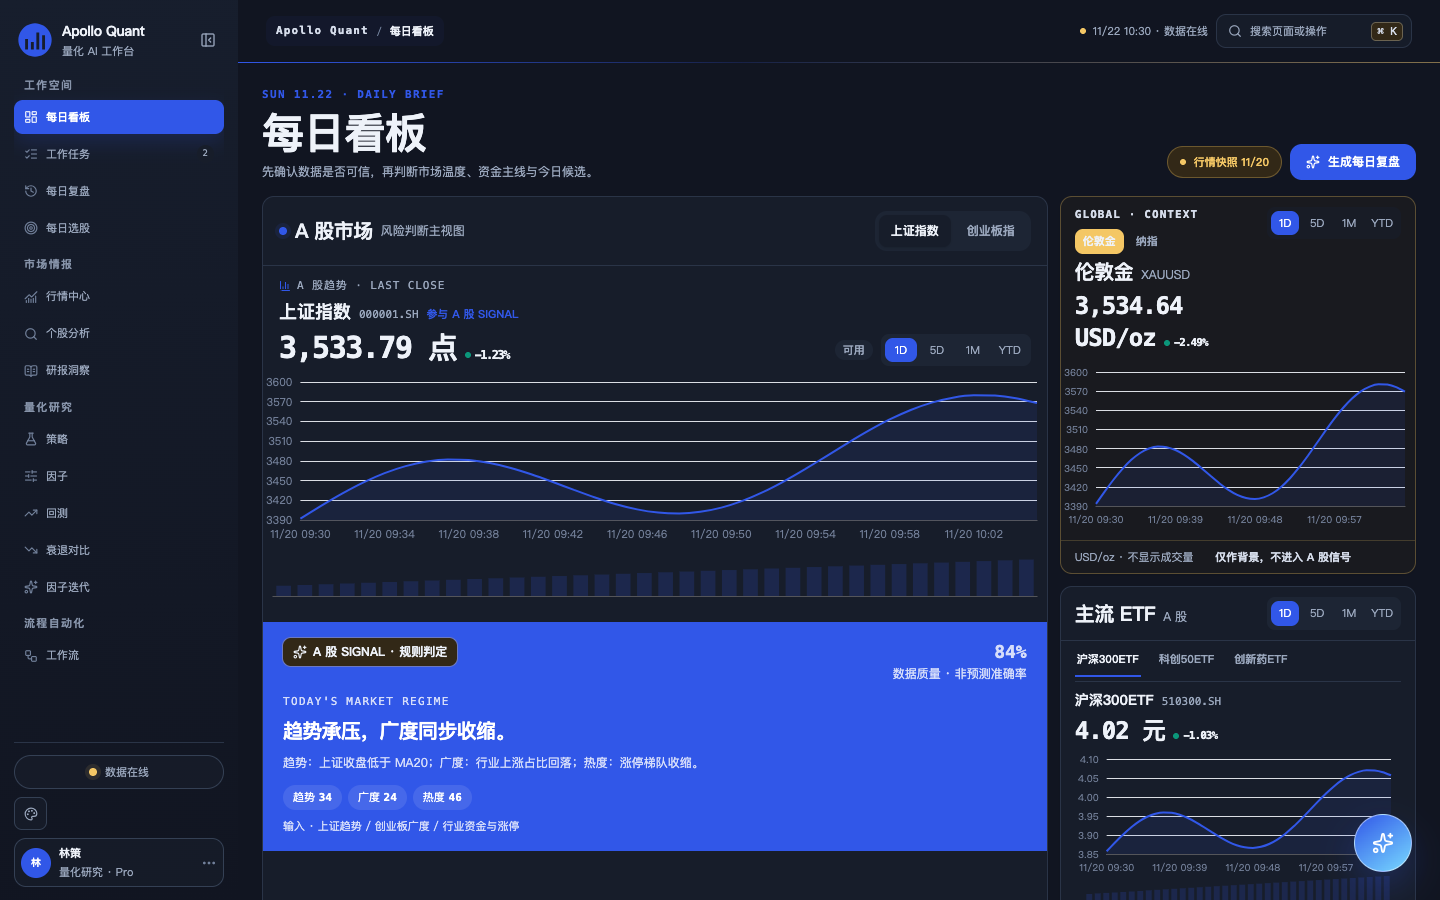 Apollo Quant
量化 AI 工作台
工作空间
每日看板
工作任务 2
每日复盘
每日选股
市场情报
行情中心
个股分析
研报洞察
量化研究
策略
因子
回测
衰退对比
因子迭代
流程自动化
工作流
数据在线
林
林策
量化研究 · Pro
Apollo Quant / 每日看板
11/22 10:30 · 数据在线
搜索页面或操作 ⌘ K
SUN 11.22 · DAILY BRIEF
每日看板
先确认数据是否可信，再判断市场温度、资金主线与今日候选。
行情快照 11/20
生成每日复盘
A 股市场 风险判断主视图
上证指数 创业板指
A 股趋势 · LAST CLOSE
上证指数 000001.SH 参与 A 股 SIGNAL
3,533.79 点 −1.23%
可用 1D 5D 1M YTD
3600
3570
3540
3510
3480
3450
3420
3390
11/20 09:30 11/20 09:34 11/20 09:38 11/20 09:42 11/20 09:46 11/20 09:50 11/20 09:54 11/20 09:58 11/20 10:02
A 股 SIGNAL · 规则判定
84%
数据质量 · 非预测准确率
TODAY'S MARKET REGIME
趋势承压，广度同步收缩。
趋势：上证收盘低于 MA20；广度：行业上涨占比回落；热度：涨停梯队收缩。
趋势 34 广度 24 热度 46
输入 · 上证趋势 / 创业板广度 / 行业资金与涨停
GLOBAL · CONTEXT
1D 5D 1M YTD
伦敦金 纳指
伦敦金 XAUUSD
3,534.64
USD/oz −2.49%
3600
3570
3540
3510
3480
3450
3420
3390
11/20 09:30 11/20 09:39 11/20 09:48 11/20 09:57
USD/oz · 不显示成交量 仅作背景，不进入 A 股信号
主流 ETF A 股
1D 5D 1M YTD
沪深300ETF 科创50ETF 创新药ETF
沪深300ETF 510300.SH
4.02 元 −1.03%
4.10
4.05
4.00
3.95
3.90
3.85
11/20 09:30 11/20 09:39 11/20 09:48 11/20 09:57